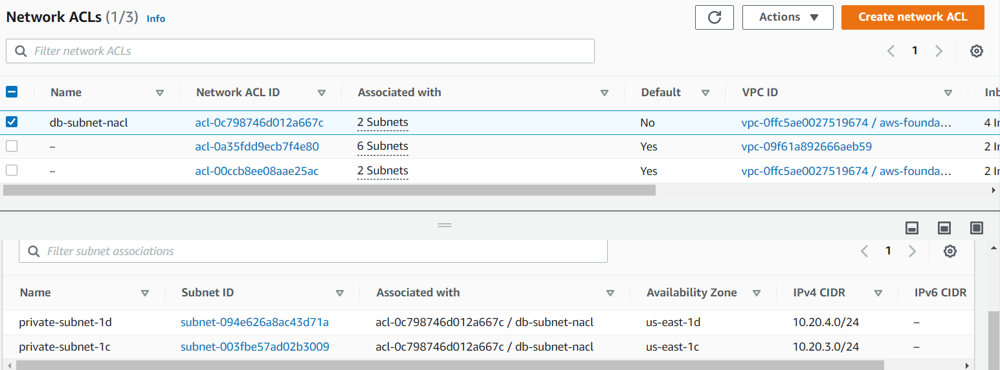 Network ACLs (1/3) Info Actions Create network ACL
Filter network ACLs 1
Name Network ACL ID Associated with Default VPC ID Inb
db-subnet-nacl acl-0c798746d012a667c 2 Subnets No vpc-0ffc5ae0027519674 / aws-founda... 4 In
– acl-0a35fdd9ecb7f4e80 6 Subnets Yes vpc-09f61a892666aeb59 2 In
– acl-00ccb8ee08aae25ac 2 Subnets Yes vpc-0ffc5ae0027519674 / aws-founda... 2 In
Filter subnet associations 1
Name Subnet ID Associated with Availability Zone IPv4 CIDR IPv6 CIDR
private-subnet-1d subnet-094e626a8ac43d71a acl-0c798746d012a667c / db-subnet-nacl us-east-1d 10.20.4.0/24 –
private-subnet-1c subnet-003fbe57ad02b3009 acl-0c798746d012a667c / db-subnet-nacl us-east-1c 10.20.3.0/24 –